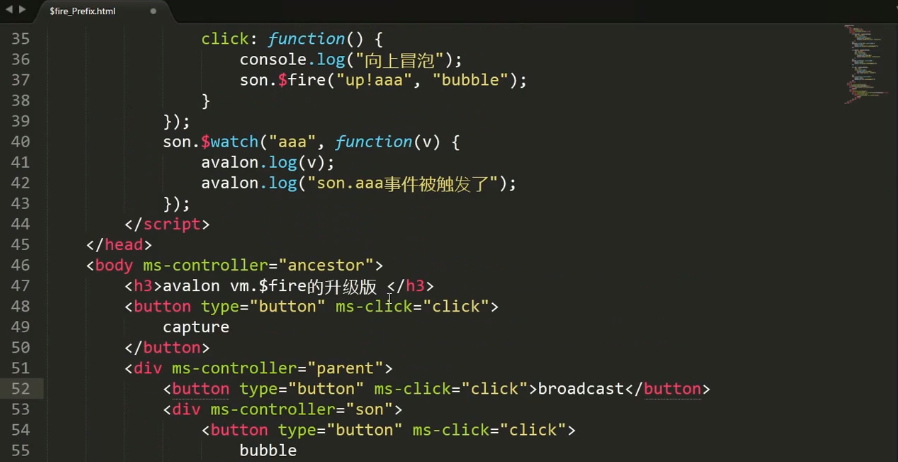 $fire_Prefix.html
35 click: function() {
36 console.log("向上冒泡");
37 son.$fire("up!aaa", "bubble");
38 }
39 });
40 son.$watch("aaa", function(v) {
41 avalon.log(v);
42 avalon.log("son.aaa事件被触发了");
43 });
44 </script>
45 </head>
46 <body ms-controller="ancestor">
47 <h3>avalon vm.$fire的升级版 </h3>
48 <button type="button" ms-click="click">
49 capture
50 </button>
51 <div ms-controller="parent">
52 <button type="button" ms-click="click">broadcast</button>
53 <div ms-controller="son">
54 <button type="button" ms-click="click">
55 bubble